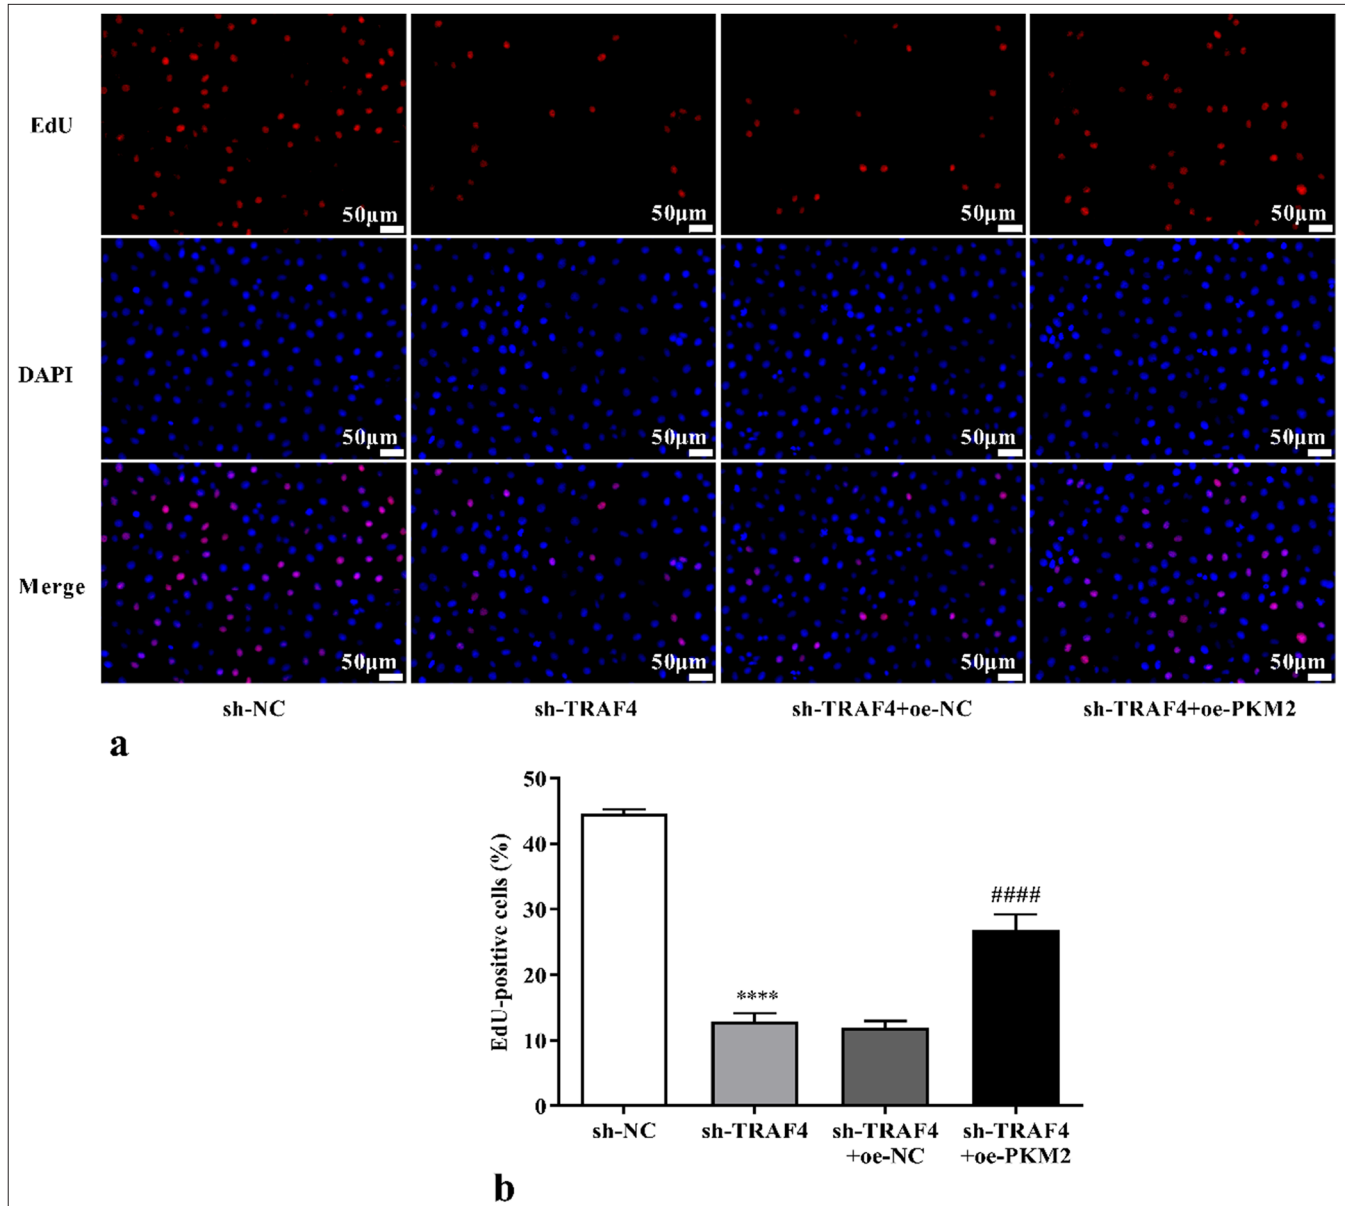 EdU
50µm
50µm
50µm
50µm
DAPI
50µm
50µm
50µm
50µm
Merge
50µm
50µm
50µm
50µm
sh-NC
sh-TRAF4
sh-TRAF4+oe-NC
sh-TRAF4+oe-PKM2
a
EdU-positive cells (%)
50
40
30
20
10
0
****
####
sh-NC
sh-TRAF4
sh-TRAF4
+oe-NC
sh-TRAF4
+oe-PKM2
b